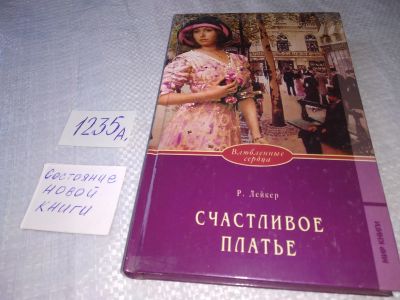 1235А,
Состояние
новой
книги
Влюбленные
сердца
Р. Лейкер
СЧАСТЛИВОЕ
ПЛАТЬЕ
МИР КНИГИ